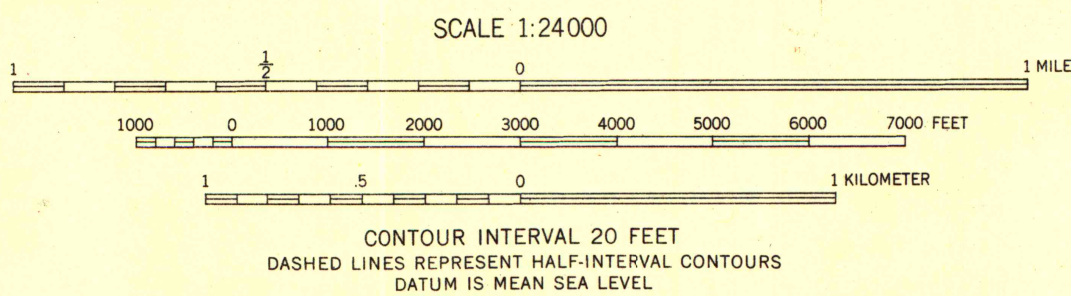 SCALE 1:24000
1 1/2 0 1 MILE
1000 0 1000 2000 3000 4000 5000 6000 7000 FEET
1 .5 0 1 KILOMETER
CONTOUR INTERVAL 20 FEET
DASHED LINES REPRESENT HALF-INTERVAL CONTOURS
DATUM IS MEAN SEA LEVEL